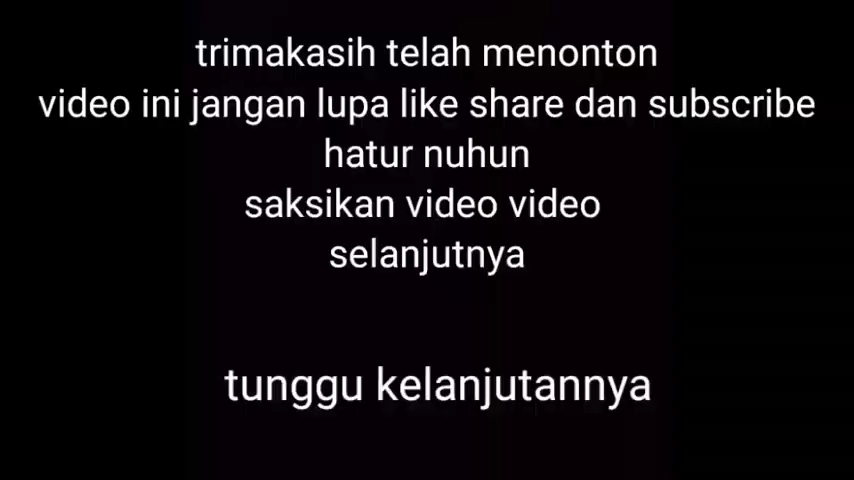 trimakasih telah menonton
video ini jangan lupa like share dan subscribe
hatur nuhun
saksikan video video
selanjutnya
tunggu kelanjutannya